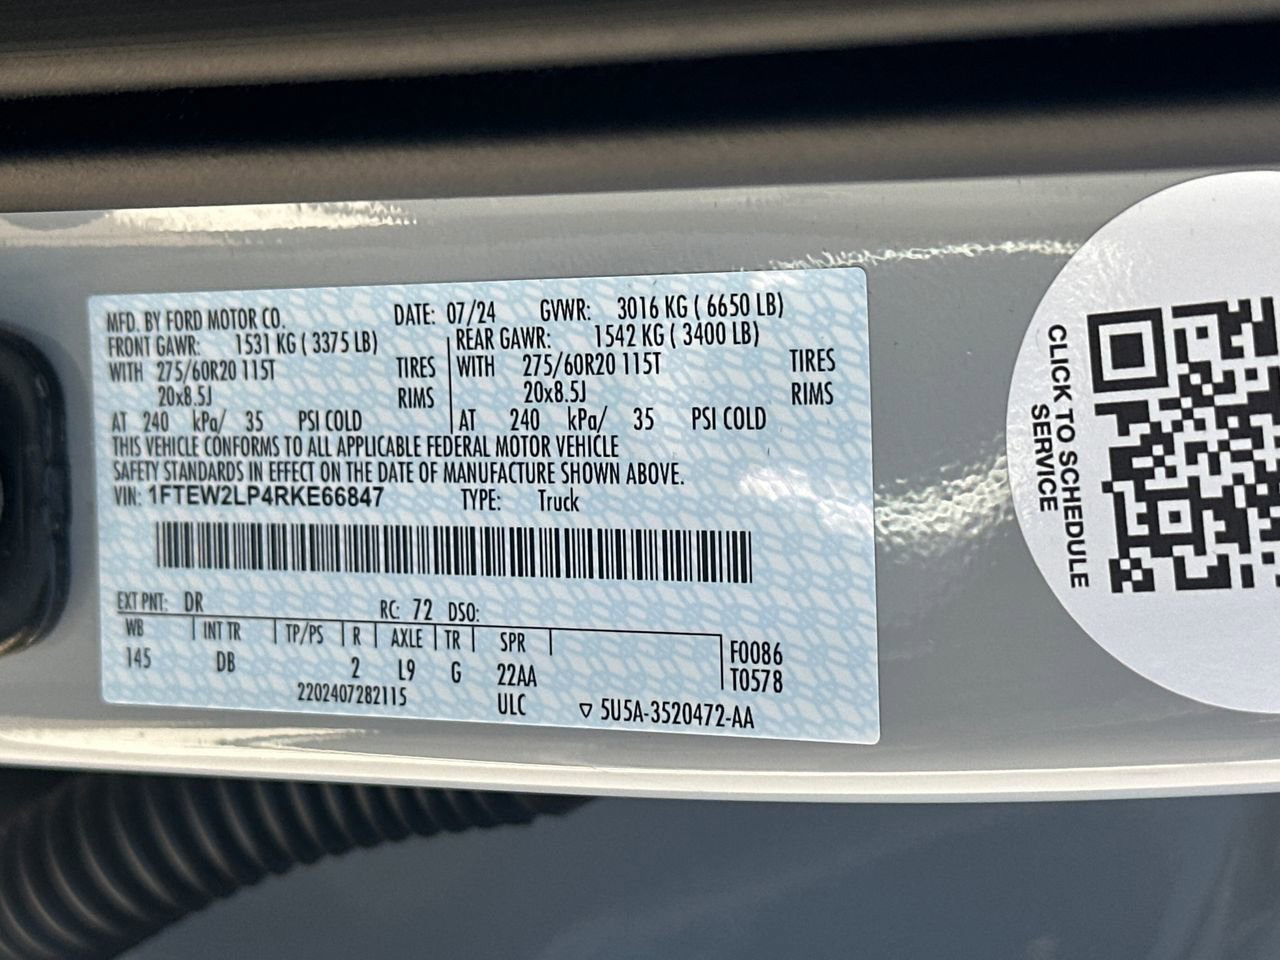 MFD. BY FORD MOTOR CO. DATE: 07/24 GVWR: 3016 KG ( 6650 LB)
FRONT GAWR: 1531 KG ( 3375 LB) REAR GAWR: 1542 KG ( 3400 LB)
WITH 275/60R20 115T TIRES WITH 275/60R20 115T TIRES
20x8.5J RIMS 20x8.5J RIMS
AT 240 kPa/ 35 PSI COLD AT 240 kPa/ 35 PSI COLD
THIS VEHICLE CONFORMS TO ALL APPLICABLE FEDERAL MOTOR VEHICLE
SAFETY STANDARDS IN EFFECT ON THE DATE OF MANUFACTURE SHOWN ABOVE.
VIN: 1FTEW2LP4RKE66847 TYPE: Truck
EXT PNT: DR RC: 72 DSO:
WB INT TR TP/PS R AXLE TR SPR F0086
145 DB 2 L9 G 22AA T0578
2202407282115 ULC ▽ 5U5A-3520472-AA
CLICK TO SCHEDULE
SERVICE